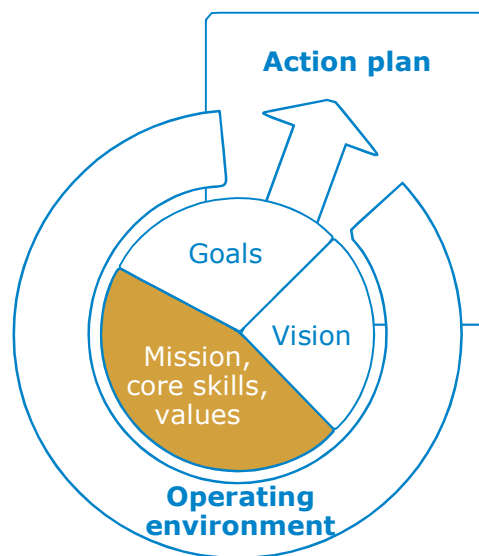 Action plan
Goals
Vision
Mission,
core skills,
values
Operating
environment